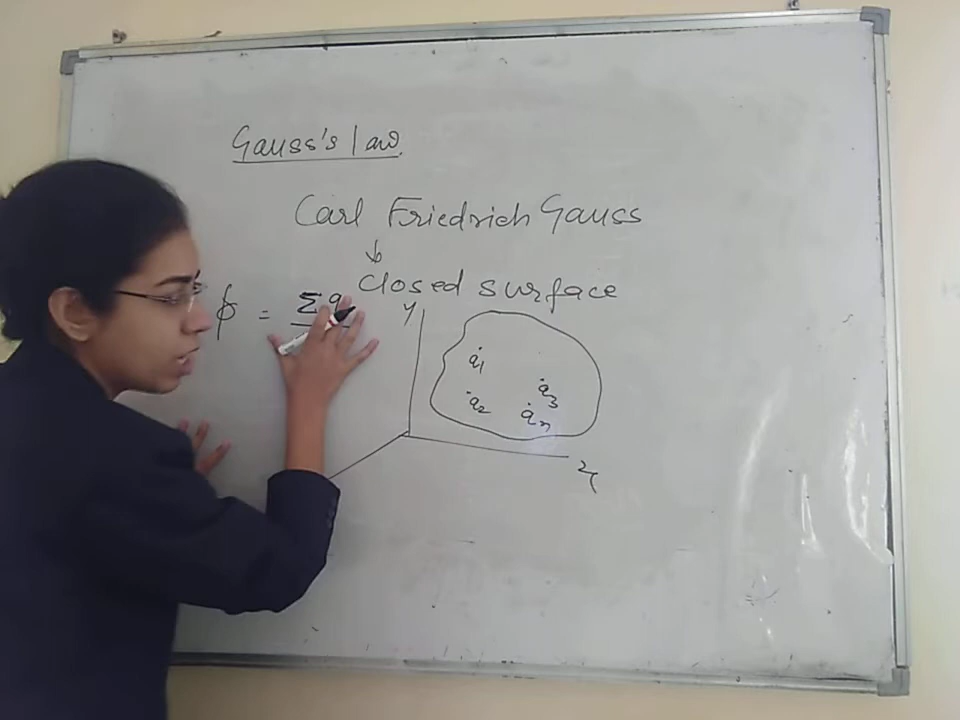 Gauss's law.
Carl Friedrich Gauss
↓
closed surface
φ = Σq
y
q1
q3
q2
qn